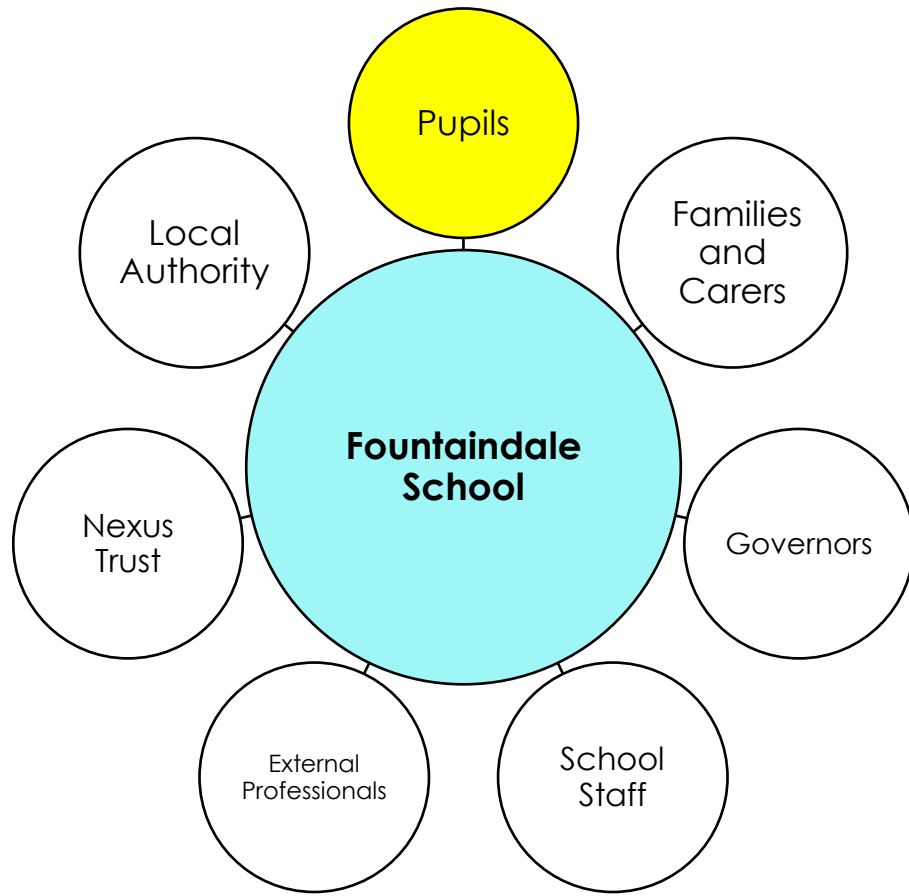 Pupils
Families
and
Carers
Governors
School
Staff
External
Professionals
Nexus
Trust
Local
Authority
Fountaindale
School